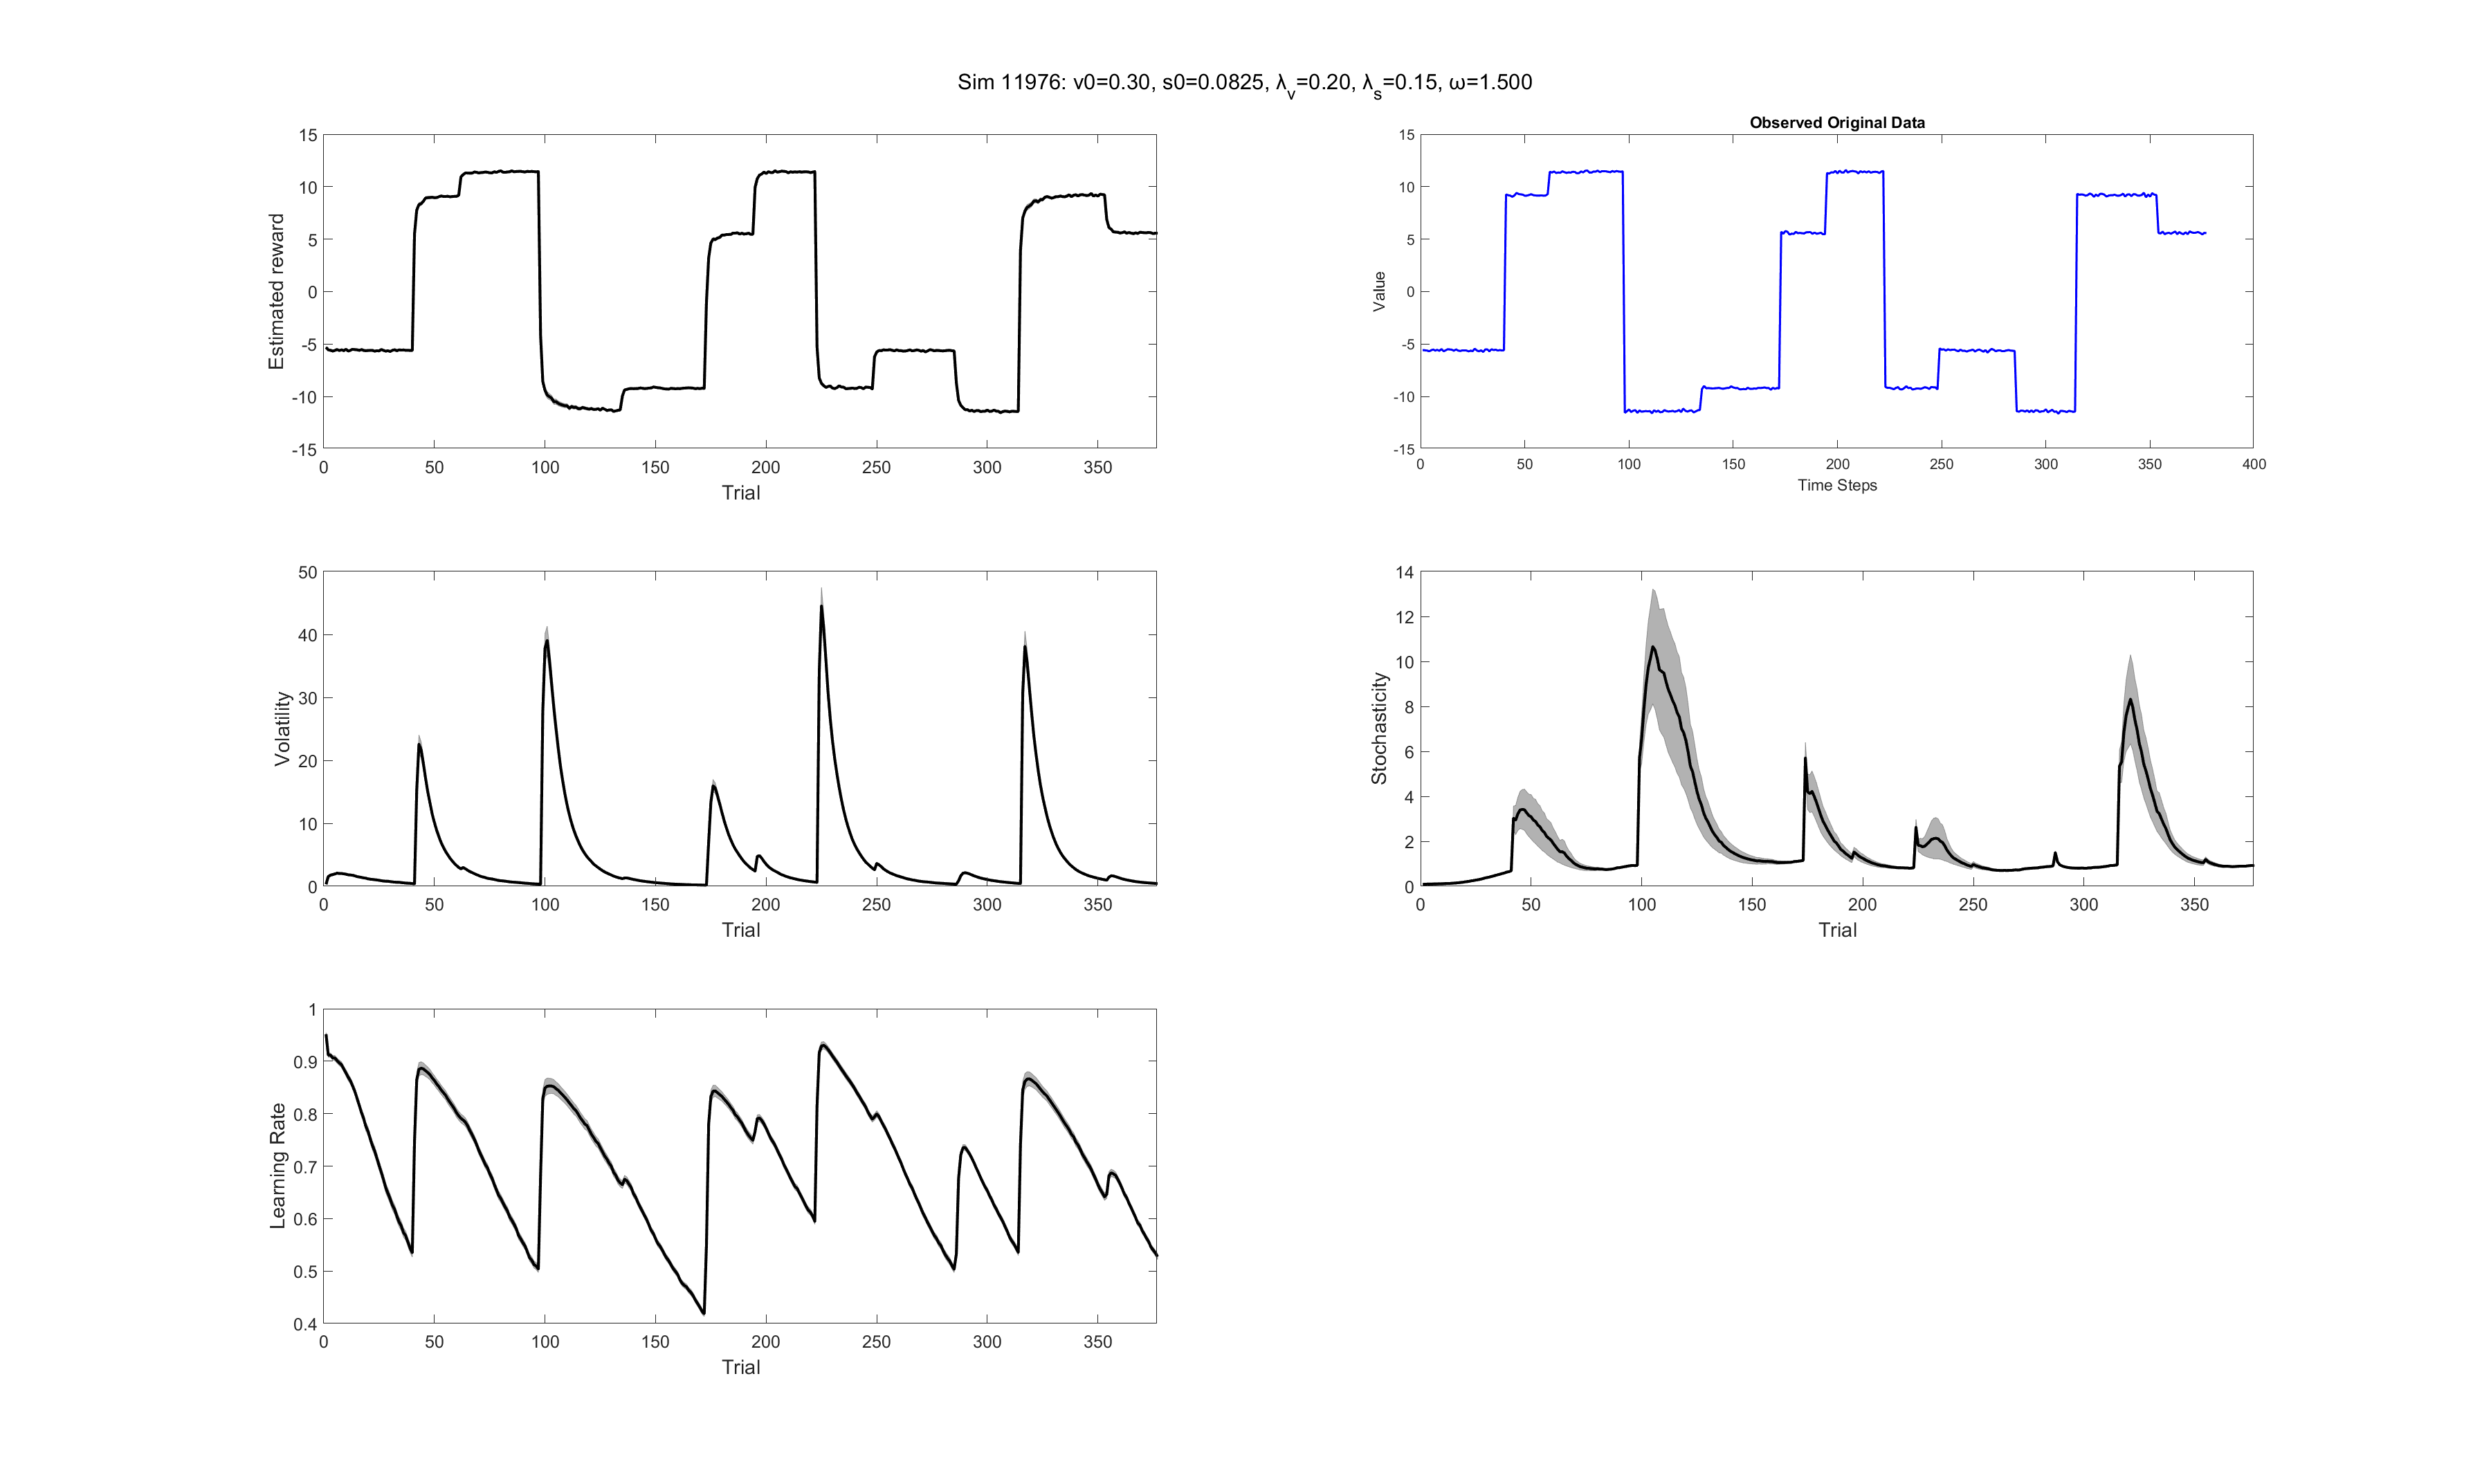 Sim 11976: v0=0.30, s0=0.0825, λv=0.20, λs=0.15, ω=1.500
15
10
5
0
-5
-10
-15
Estimated reward
0 50 100 150 200 250 300 350
Trial
Observed Original Data
15
10
5
0
-5
-10
-15
Value
0 50 100 150 200 250 300 350 400
Time Steps
50
40
30
20
10
0
Volatility
0 50 100 150 200 250 300 350
Trial
14
12
10
8
6
4
2
0
Stochasticity
0 50 100 150 200 250 300 350
Trial
1
0.9
0.8
0.7
0.6
0.5
0.4
Learning Rate
0 50 100 150 200 250 300 350
Trial